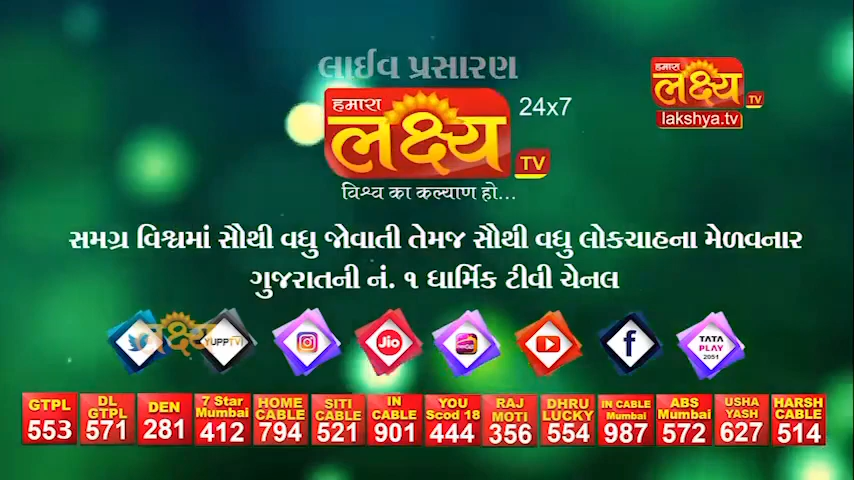 લાઈવ પ્રસારણ
हमारा
લક્ષ્ય
TV
24x7
विश्व का कल्याण हो...
हमारा
લક્ષ્ય
TV
lakshya.tv
સમગ્ર વિશ્વમાં સૌથી વધુ જોવાતી તેમજ સૌથી વધુ લોકચાહના મેળવનાર
ગુજરાતની નં. ૧ ધાર્મિક ટીવી ચેનલ
લક્ષ્ય
YUPPTV
Jio
TATA
PLAY
2051
GTPL
553
DL
GTPL
571
DEN
281
7 Star
Mumbai
412
HOME
CABLE
794
SITI
CABLE
521
IN
CABLE
901
YOU
Scod 18
444
RAJ
MOTI
356
DHRU
LUCKY
554
IN CABLE
Mumbai
987
ABS
Mumbai
572
USHA
YASH
627
HARSH
CABLE
514